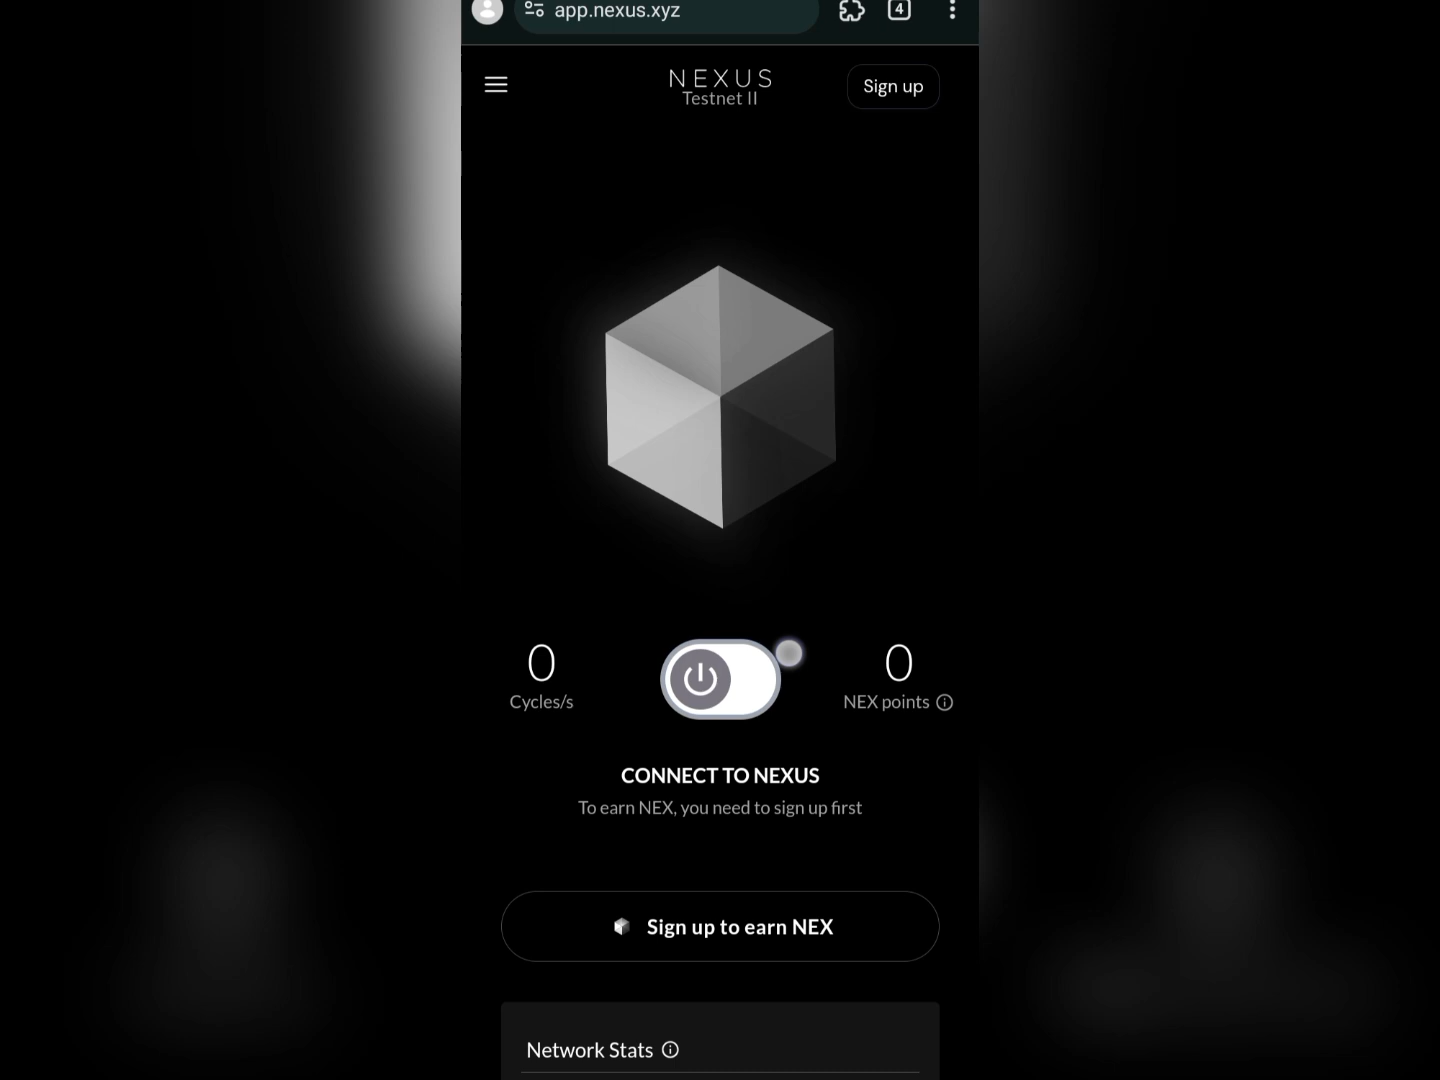 app.nexus.xyz
4
NEXUS
Testnet II
Sign up
0
Cycles/s
0
NEX points
CONNECT TO NEXUS
To earn NEX, you need to sign up first
Sign up to earn NEX
Network Stats